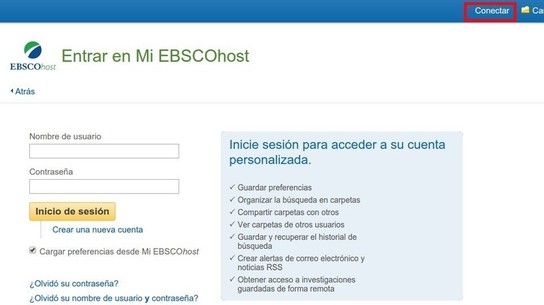 Conectar
EBSCOhost
Entrar en Mi EBSCOhost
Atrás
Nombre de usuario
Contraseña
Inicio de sesión
Crear una nueva cuenta
Cargar preferencias desde Mi EBSCOhost
¿Olvidó su contraseña?
¿Olvidó su nombre de usuario y contraseña?
Inicie sesión para acceder a su cuenta
personalizada.
Guardar preferencias
Organizar la búsqueda en carpetas
Compartir carpetas con otros
Ver carpetas de otros usuarios
Guardar y recuperar el historial de
búsqueda
Crear alertas de correo electrónico y
noticias RSS
Obtener acceso a investigaciones
guardadas de forma remota